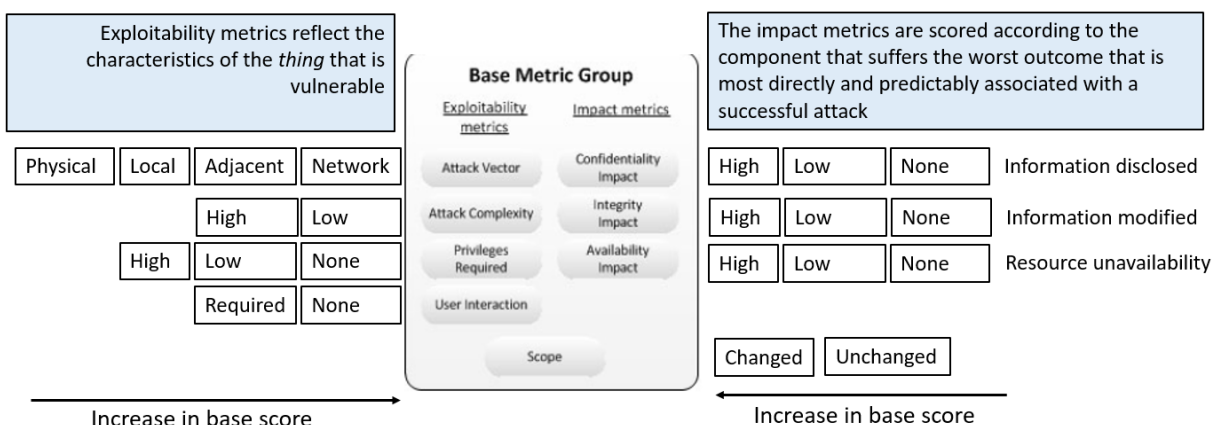 Exploitability metrics reflect the
characteristics of the thing that is
vulnerable
The impact metrics are scored according to the
component that suffers the worst outcome that is
most directly and predictably associated with a
successful attack
Base Metric Group
Exploitability
metrics
Impact metrics
Physical Local Adjacent Network
Attack Vector
Confidentiality
Impact
High Low None Information disclosed
High Low
Attack Complexity
Integrity
Impact
High Low None Information modified
High Low None
Privileges
Required
Availability
Impact
High Low None Resource unavailability
Required None
User Interaction
Scope
Changed Unchanged
Increase in base score
Increase in base score